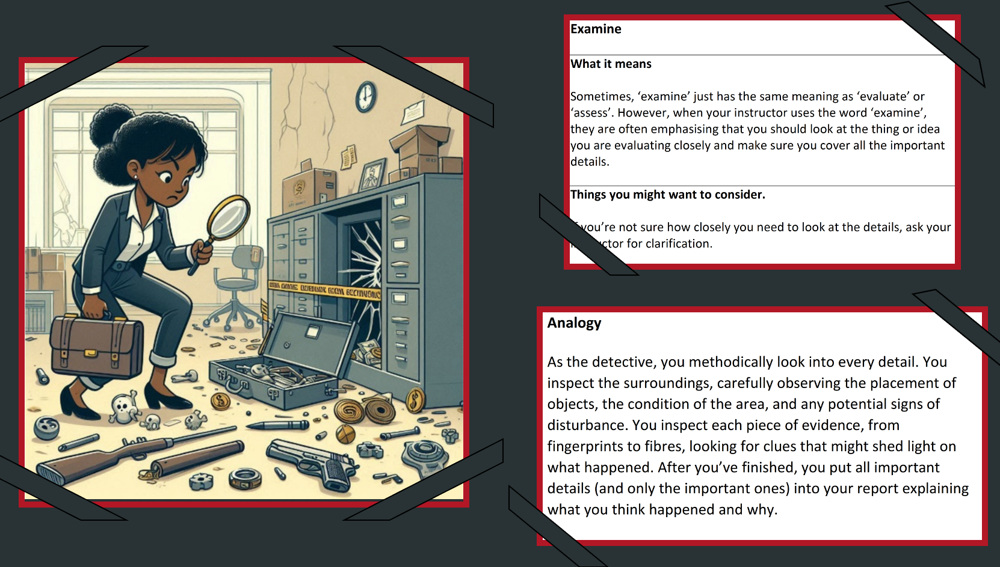 Examine
What it means
Sometimes, ‘examine’ just has the same meaning as ‘evaluate’ or
‘assess’. However, when your instructor uses the word ‘examine’,
they are often emphasising that you should look at the thing or idea
you are evaluating closely and make sure you cover all the important
details.
Things you might want to consider.
you’re not sure how closely you need to look at the details, ask your
for clarification.
Analogy
As the detective, you methodically look into every detail. You
inspect the surroundings, carefully observing the placement of
objects, the condition of the area, and any potential signs of
disturbance. You inspect each piece of evidence, from
fingerprints to fibres, looking for clues that might shed light on
what happened. After you’ve finished, you put all important
details (and only the important ones) into your report explaining
what you think happened and why.